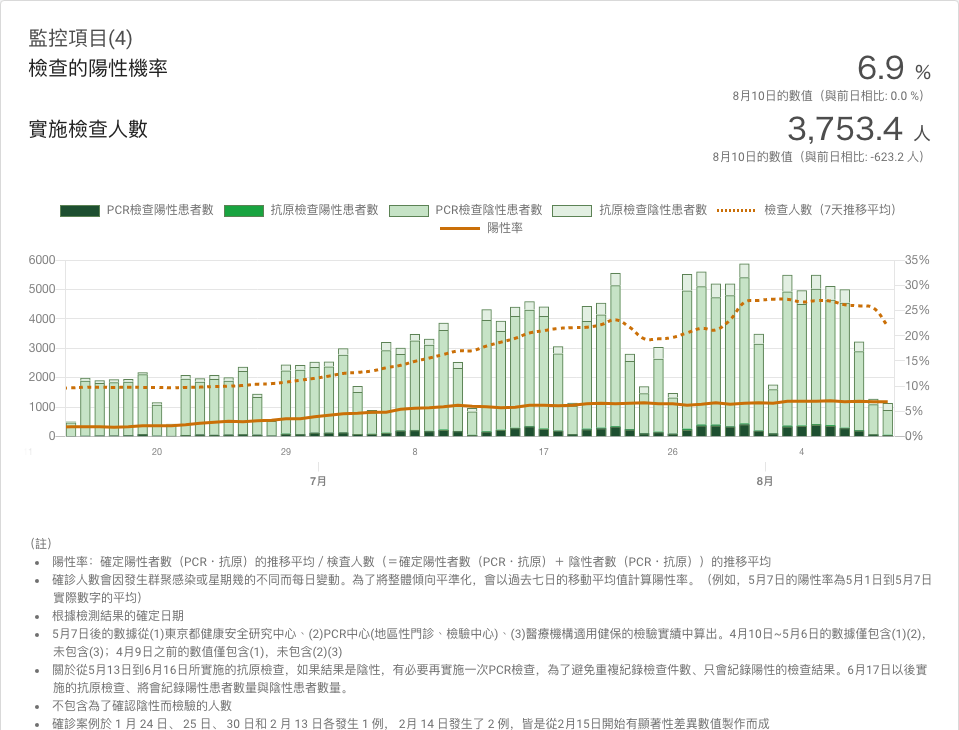 監控項目(4)
檢查的陽性機率
6.9 %
8月10日的數值（與前日相比: 0.0 %）
實施檢查人數
3,753.4 人
8月10日的數值（與前日相比: -623.2 人）
PCR檢查陽性患者數 抗原檢查陽性患者數 PCR檢查陰性患者數 抗原檢查陰性患者數 檢查人數（7天推移平均）
陽性率
6000 35%
5000 30%
4000 25%
3000 20%
2000 15%
1000 10%
0 5%
0%
20 29 8 17 26 4
7月 8月
（註）
陽性率：確定陽性者數（PCR・抗原）的推移平均 / 検査人數（＝確定陽性者數（PCR・抗原）＋ 陰性者數（PCR・抗原））的推移平均
確診人數會因發生群聚感染或星期幾的不同而每日變動。為了將整體傾向平準化，會以過去七日的移動平均值計算陽性率。（例如，5月7日的陽性率為5月1日到5月7日
實際數字的平均）
根據檢測結果的確定日期
5月7日後的數據從(1)東京都健康安全研究中心、(2)PCR中心(地區性門診、檢驗中心)、(3)醫療機構適用健保的檢驗實績中算出。4月10日~5月6日的數據僅包含(1)(2)，
未包含(3)；4月9日之前的數值僅包含(1)，未包含(2)(3)
關於從5月13日到6月16日所實施的抗原檢查，如果結果是陰性，有必要再實施一次PCR檢查，為了避免重複紀錄檢查件數、只會紀錄陽性的檢查結果。6月17日以後實
施的抗原檢查、將會紀錄陽性患者數量與陰性患者數量。
不包含為了確認陰性而檢驗的人數
確診案例於 1 月 24 日、 25 日、 30 日和 2 月 13 日各發生 1 例， 2月 14 日發生了 2 例，皆是從2月15日開始有顯著性差異數值製作而成